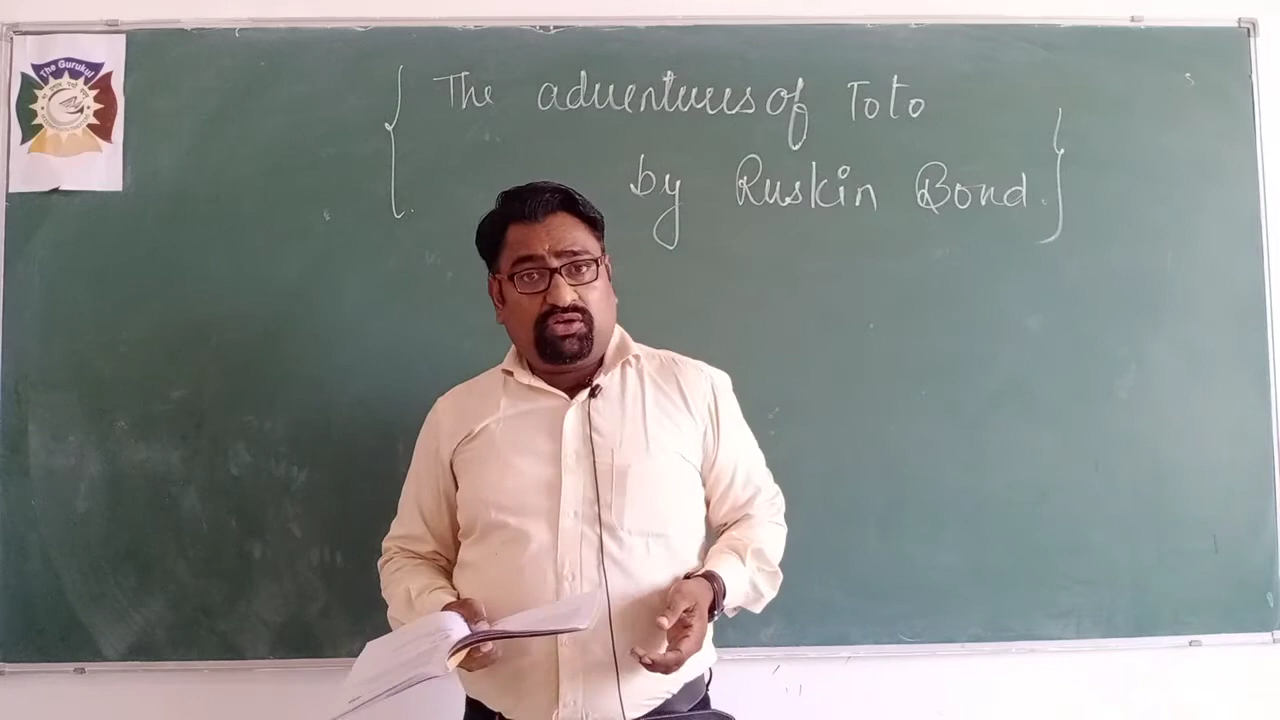 The Gurukul
The adventures of Toto
by Ruskin Bond.